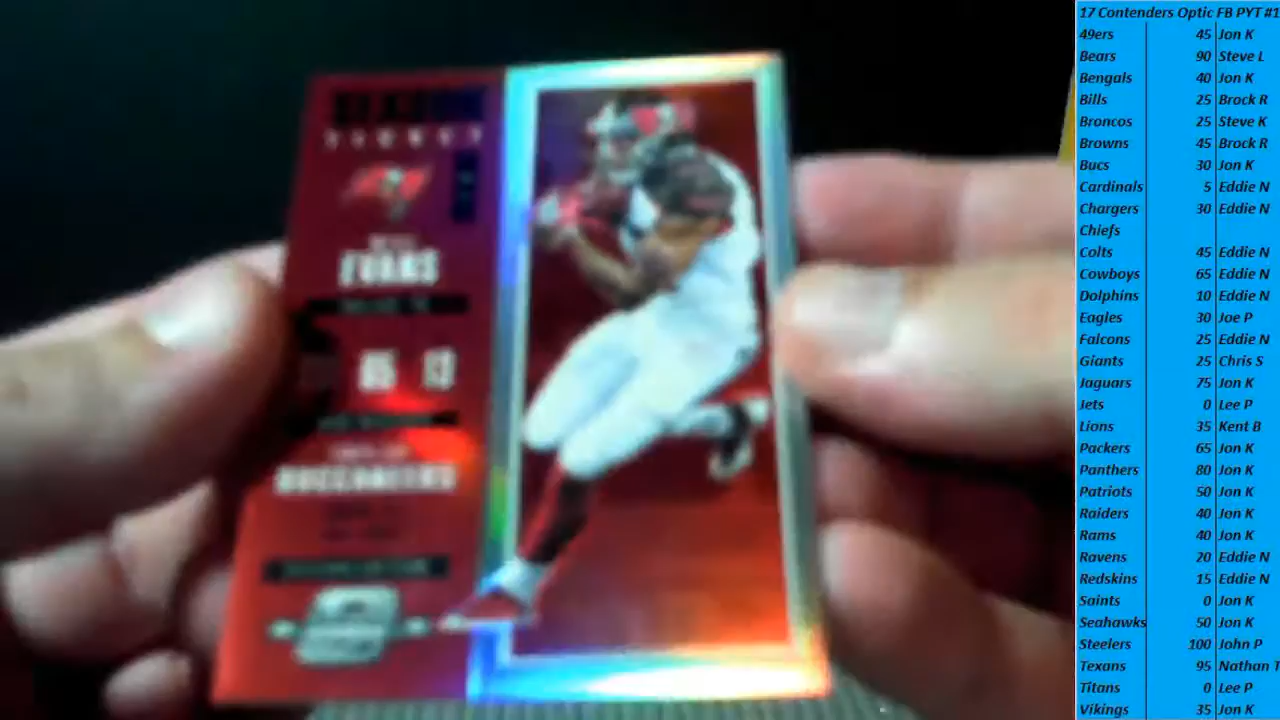 TICKET
EVANS
65 13
BUCCANEERS
17 Contenders Optic FB PYT #1
49ers 45 Jon K
Bears 90 Steve L
Bengals 40 Jon K
Bills 25 Brock R
Broncos 25 Steve K
Browns 45 Brock R
Bucs 30 Jon K
Cardinals 5 Eddie N
Chargers 30 Eddie N
Chiefs
Colts 45 Eddie N
Cowboys 65 Eddie N
Dolphins 10 Eddie N
Eagles 30 Joe P
Falcons 25 Eddie N
Giants 25 Chris S
Jaguars 75 Jon K
Jets 0 Lee P
Lions 35 Kent B
Packers 65 Jon K
Panthers 80 Jon K
Patriots 50 Jon K
Raiders 40 Jon K
Rams 40 Jon K
Ravens 20 Eddie N
Redskins 15 Eddie N
Saints 0 Jon K
Seahawks 50 Jon K
Steelers 100 John P
Texans 95 Nathan T
Titans 0 Lee P
Vikings 35 Jon K